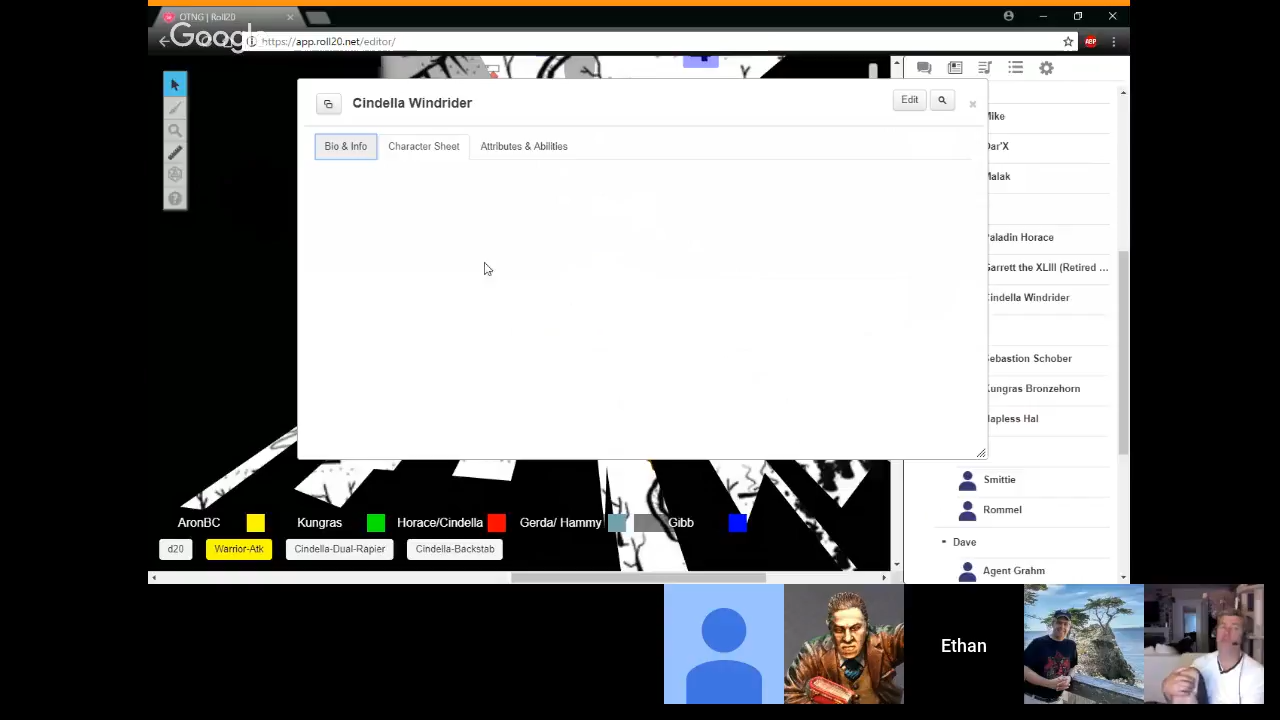 OTNG | Roll20
Google
https://app.roll20.net/editor/
ABP
Cindella Windrider
Edit
Bio & Info
Character Sheet
Attributes & Abilities
Mike
Dar'X
Malak
Paladin Horace
Garrett the XLIII (Retired ...
Cindella Windrider
Sebastion Schober
Kungras Bronzehorn
Hapless Hal
Smittie
Rommel
Dave
Agent Grahm
AronBC
Kungras
Horace/Cindella
Gerda/ Hammy
Gibb
d20
Warrior-Atk
Cindella-Dual-Rapier
Cindella-Backstab
Ethan